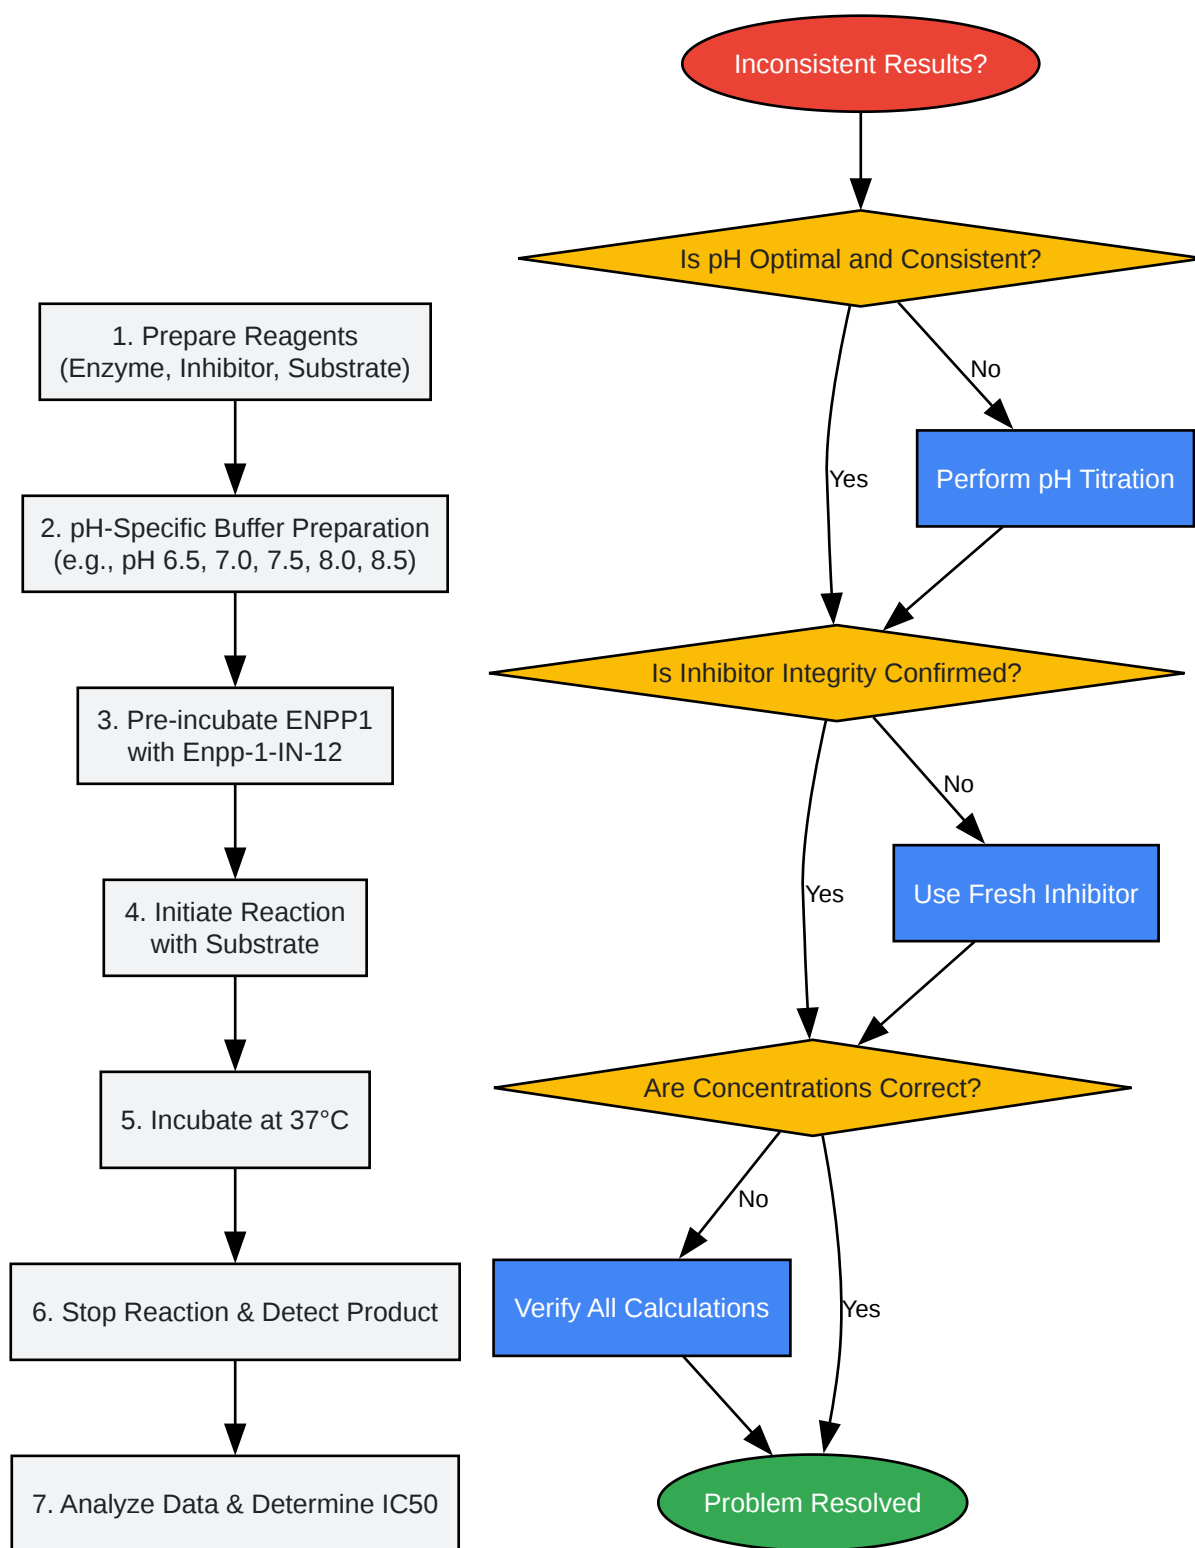 1. Prepare Reagents
(Enzyme, Inhibitor, Substrate)
2. pH-Specific Buffer Preparation
(e.g., pH 6.5, 7.0, 7.5, 8.0, 8.5)
3. Pre-incubate ENPP1
with Enpp-1-IN-12
4. Initiate Reaction
with Substrate
5. Incubate at 37°C
6. Stop Reaction & Detect Product
7. Analyze Data & Determine IC50
Inconsistent Results?
Is pH Optimal and Consistent?
No
Yes
Perform pH Titration
Is Inhibitor Integrity Confirmed?
No
Yes
Use Fresh Inhibitor
Are Concentrations Correct?
No
Yes
Verify All Calculations
Problem Resolved